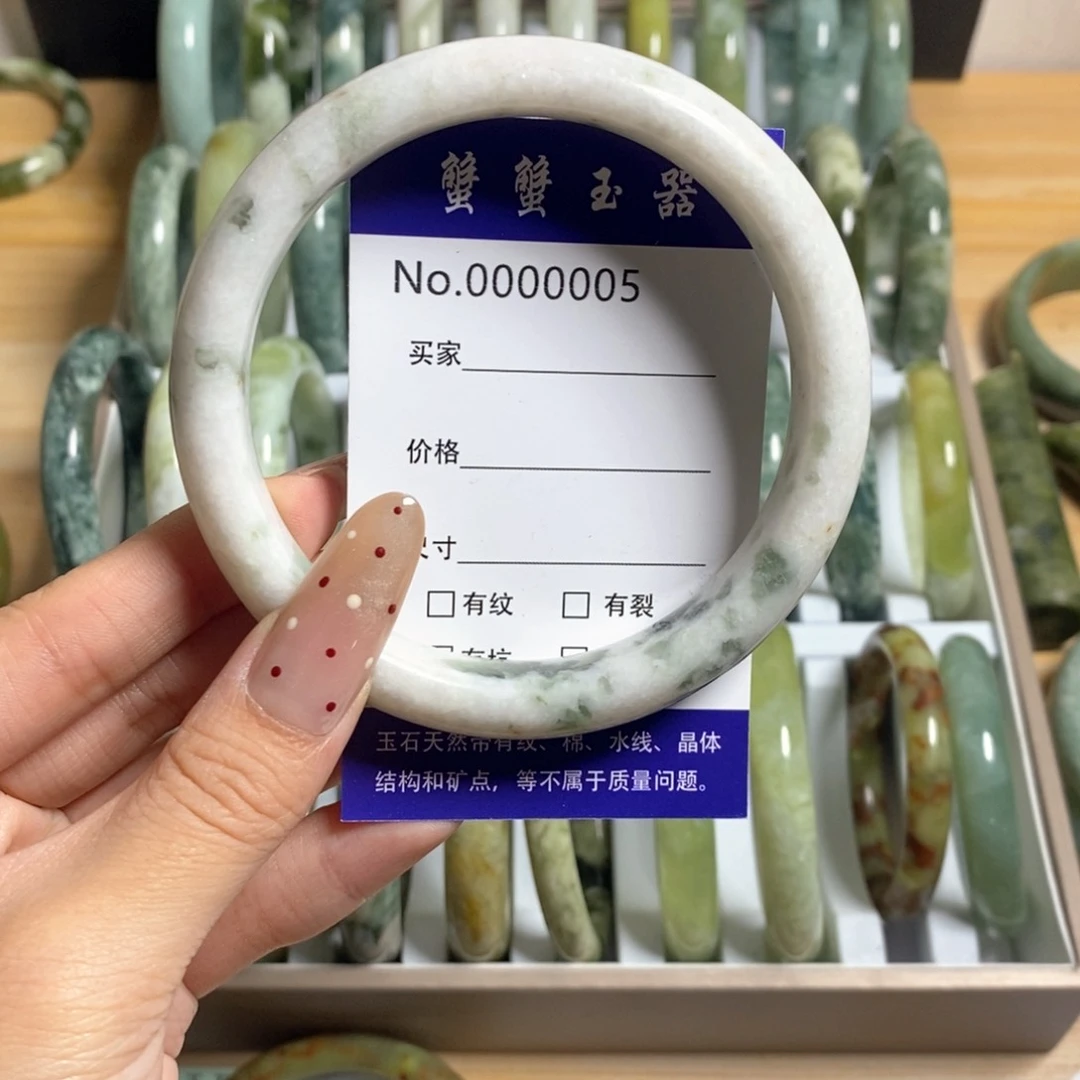 蟹蟹玉器
No.0000005
买家
价格
尺寸
有纹 有裂
玉石天然带有纹、棉、水线、晶体
结构和矿点，等不属于质量问题。